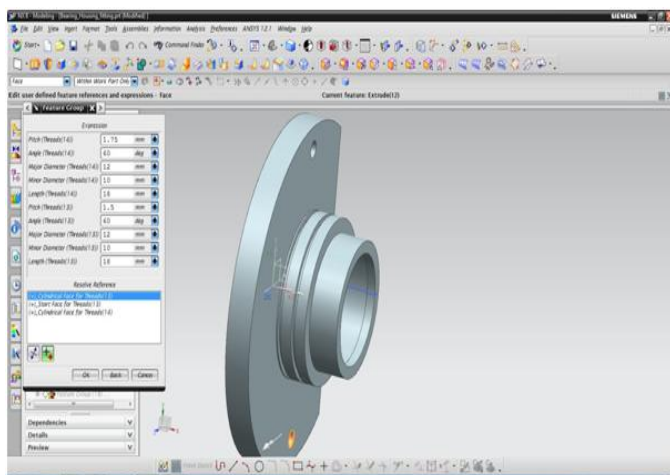 NX 8 - Modeling - [Bearing_Housing_fitting.prt (Modified) ]
SIEMENS
File Edit View Insert Format Tools Assemblies Information Analysis Preferences ANSYS 12.1 Window Help
Start
Command Finder
Face
Within Work Part Only
Edit user defined feature references and expressions - Face
Current feature: Extrude(12)
Feature Group
Expression
Pitch (Threads(14)) 1.75 mm
Angle (Threads(14)) 60 deg
Major Diameter (Threads(14)) 12 mm
Minor Diameter (Threads(14)) 10 mm
Length (Threads(14)) 18 mm
Pitch (Threads(13)) 1.5 mm
Angle (Threads(13)) 60 deg
Major Diameter (Threads(13)) 12 mm
Minor Diameter (Threads(13)) 10 mm
Length (Threads(13)) 18 mm
Resolve Reference
(+)_Cylindrical Face for Threads(13)
(+)_Start Face for Threads(13)
(+)_Cylindrical Face for Threads(14)
OK Back Cancel
Dependencies
Details
Preview